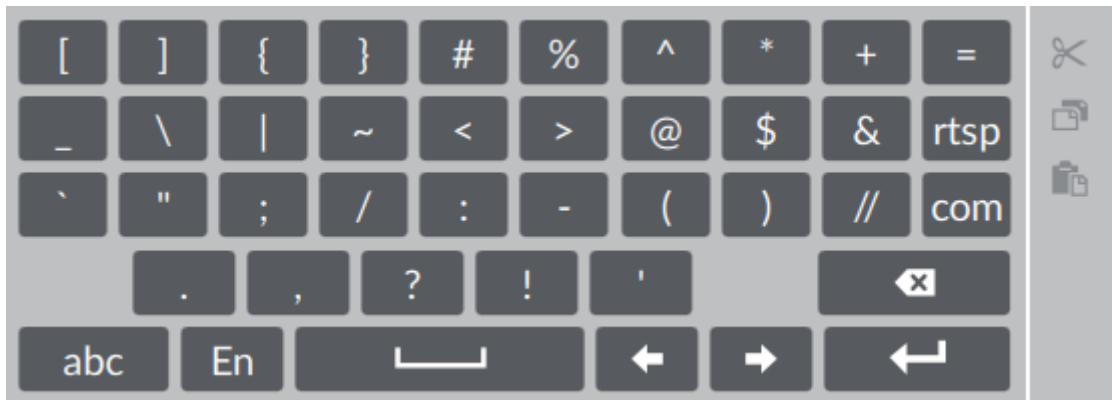 [ ] { } # % ^ * + =
_ \ | ~ < > @ $ & rtsp
` " ; / : - ( ) // com
. , ? ! '
abc En